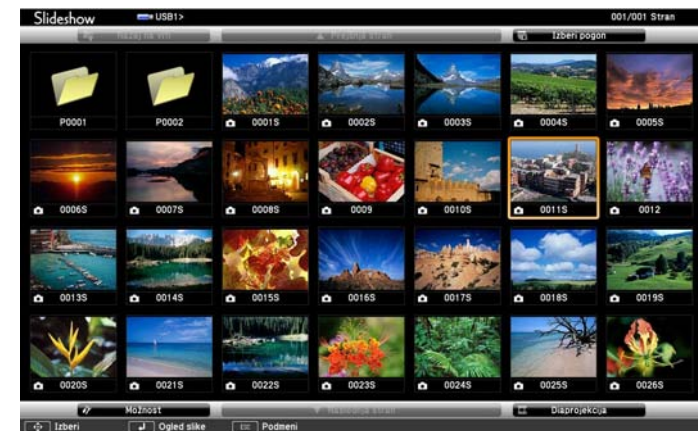 Slideshow USB1> 001/001 Stran
Nazaj na vrh ▲ Prejšnja stran Izberi pogon
P0001 P0002 0001S 0002S 0003S 0004S 0005S
0006S 0007S 0008S 0009 0010S 0011S 0012
0013S 0014S 0015S 0016S 0017S 0018S 0019S
0020S 0021S 0022S 0023S 0024S 0025S 0026S
Možnost ▼ Naslednja stran Diaprojekcija
Izberi Ogled slike Esc Podmeni